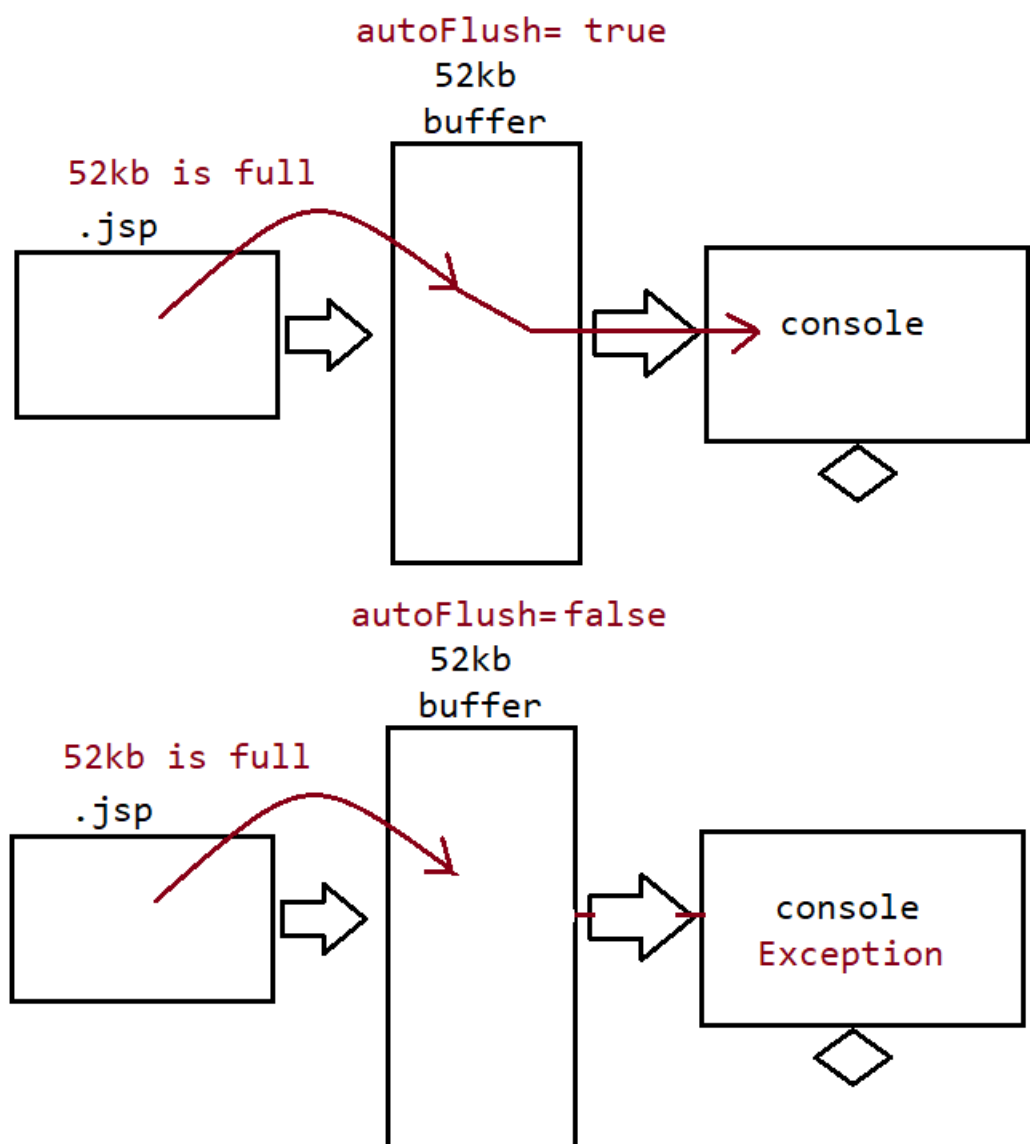 autoFlush= true
52kb
buffer
52kb is full
.jsp
console
autoFlush=false
52kb
buffer
52kb is full
.jsp
console
Exception